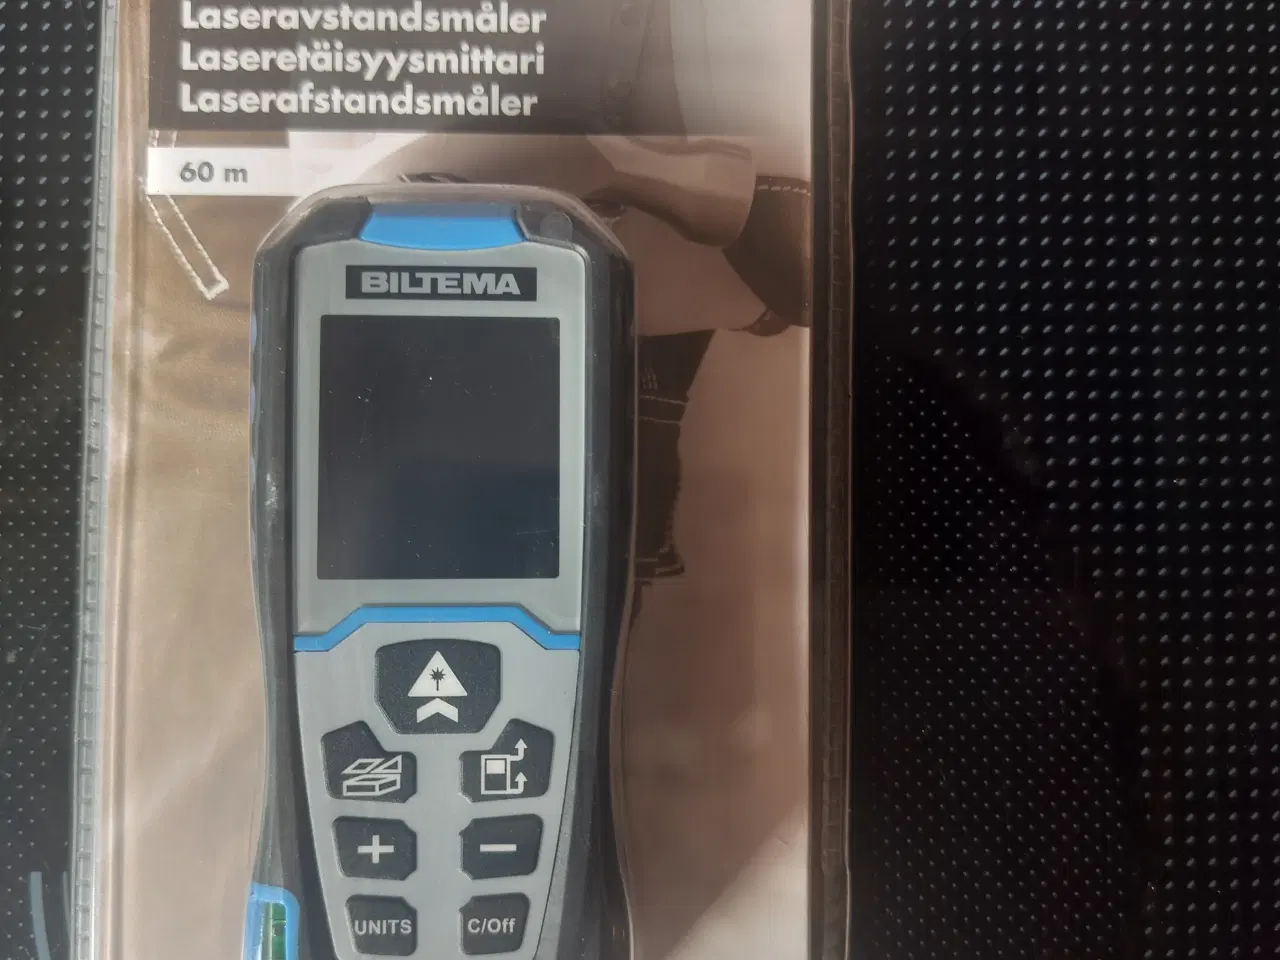 Laseravstandsmåler
Laseretäisyysmittari
Laserafstandsmåler
60 m
BILTEMA
+
−
UNITS
C/Off